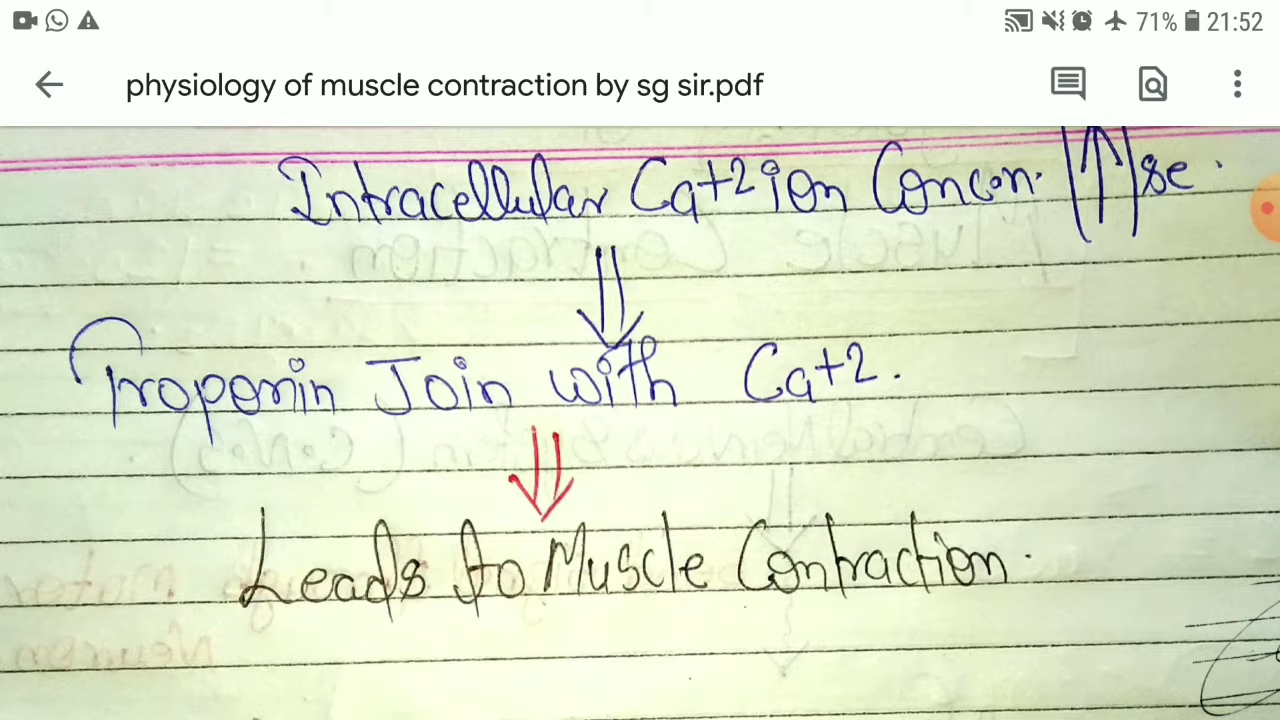 71% 21:52
physiology of muscle contraction by sg sir.pdf
Intracellular Ca+2 ion Concn. (↑)se.
Troponin Join with Ca+2.
Leads to Muscle Contraction.